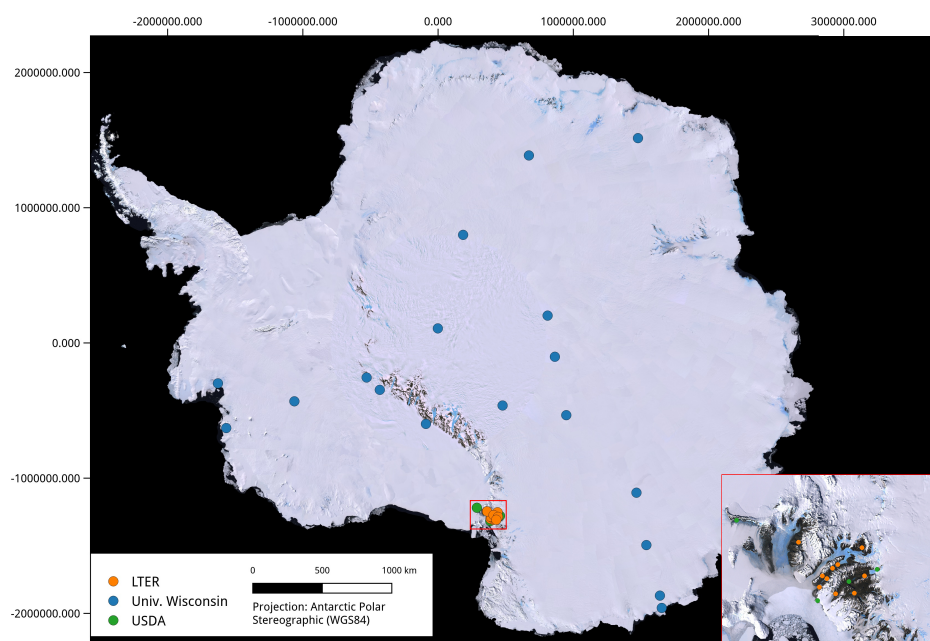 -2000000.000 -1000000.000 0.000 1000000.000 2000000.000 3000000.000
2000000.000
1000000.000
0.000
-1000000.000
-2000000.000
LTER
Univ. Wisconsin
USDA
0 500 1000 km
Projection: Antarctic Polar
Stereographic (WGS84)